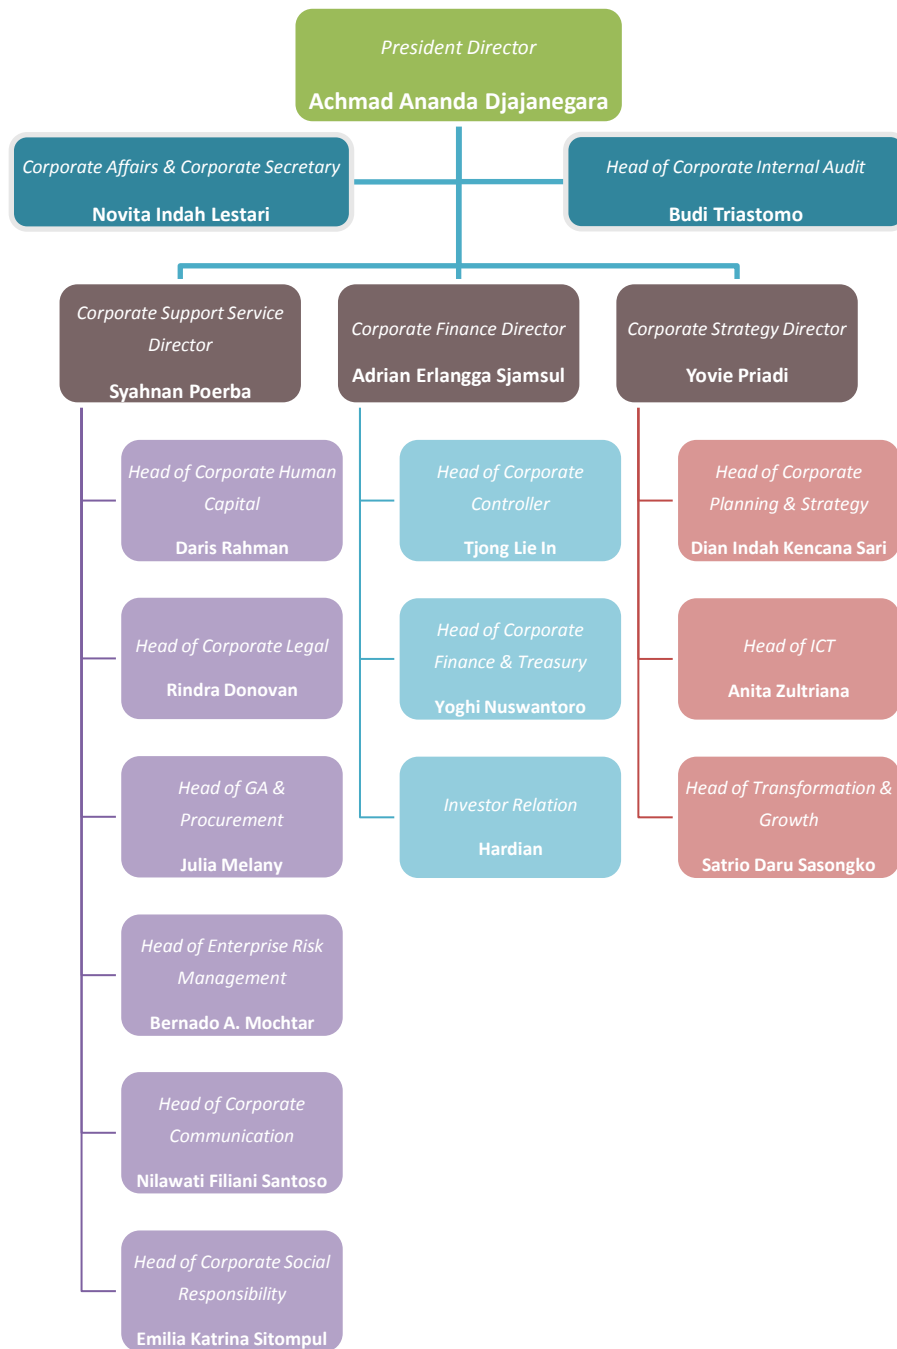 President Director
Achmad Ananda Djajanegara
Corporate Affairs & Corporate Secretary
Novita Indah Lestari
Head of Corporate Internal Audit
Budi Triastomo
Corporate Support Service
Director
Syahnan Poerba
Corporate Finance Director
Adrian Erlangga Sjamsul
Corporate Strategy Director
Yovie Priadi
Head of Corporate Human
Capital
Daris Rahman
Head of Corporate Legal
Rindra Donovan
Head of GA &
Procurement
Julia Melany
Head of Enterprise Risk
Management
Bernado A. Mochtar
Head of Corporate
Communication
Nilawati Filiani Santoso
Head of Corporate Social
Responsibility
Emilia Katrina Sitompul
Head of Corporate
Controller
Tjong Lie In
Head of Corporate
Finance & Treasury
Yoghi Nuswantoro
Investor Relation
Hardian
Head of Corporate
Planning & Strategy
Dian Indah Kencana Sari
Head of ICT
Anita Zultriana
Head of Transformation &
Growth
Satrio Daru Sasongko